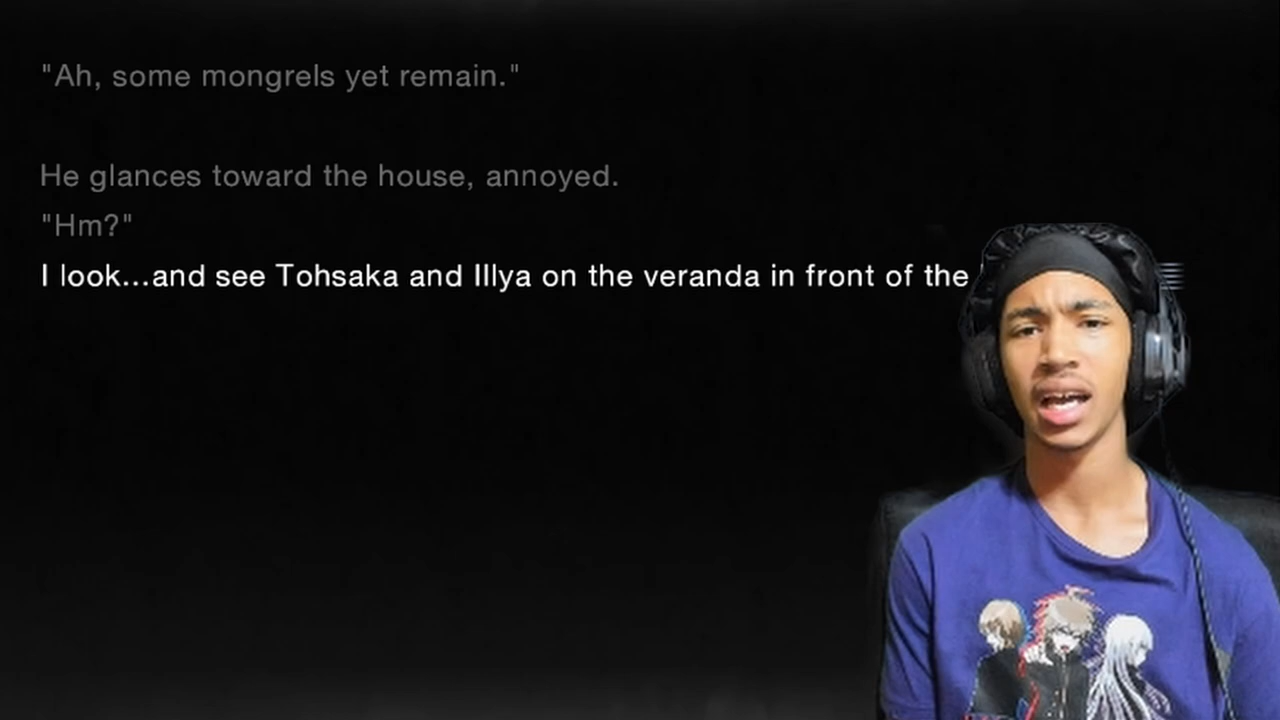 "Ah, some mongrels yet remain."
He glances toward the house, annoyed.
"Hm?"
I look...and see Tohsaka and Illya on the veranda in front of the